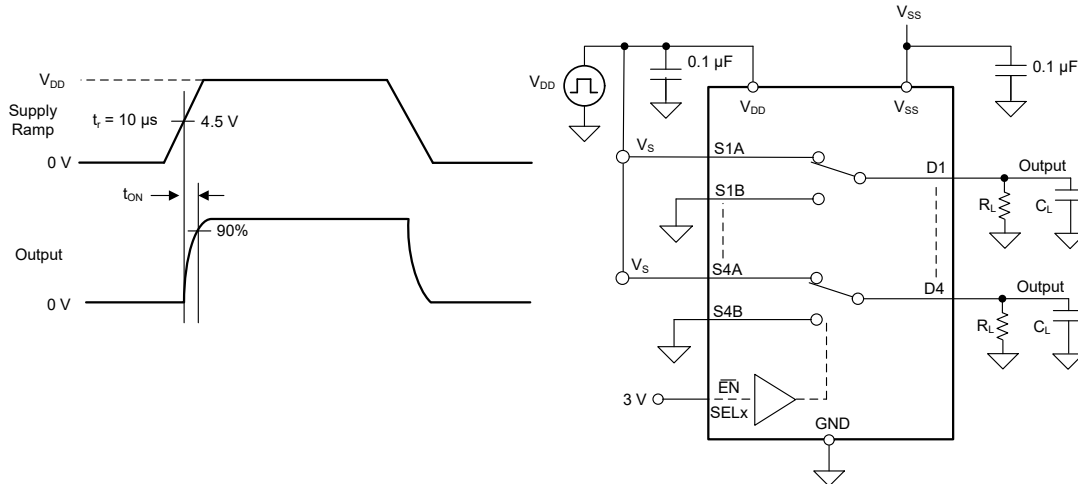 V_DD
Supply
Ramp
t_r = 10 µs
4.5 V
0 V
t_ON
Output
90%
0 V
V_SS
V_DD
0.1 µF
0.1 µF
V_DD
V_SS
V_S
S1A
D1
Output
S1B
R_L
C_L
V_S
S4A
D4
Output
S4B
R_L
C_L
3 V
E̅N̅
SELx
GND